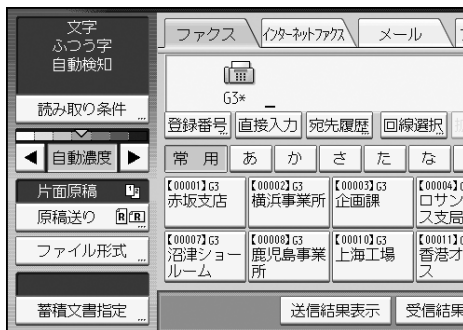 文字
ふつう字
自動検知
読み取り条件
自動濃度
片面原稿
原稿送り
ファイル形式
蓄積文書指定
ファクス
インターネットファクス
メール
G3*
登録番号
直接入力
宛先履歴
回線選択
常用
あ
か
さ
た
な
【00001】G3
赤坂支店
【00002】G3
横浜事業所
【00003】G3
企画課
【00004】G
ロサン
ス支局
【00007】G3
沼津ショー
ルーム
【00008】G3
鹿児島事業
所
【00010】G3
上海工場
【00011】G
香港オ
ス
送信結果表示
受信結果